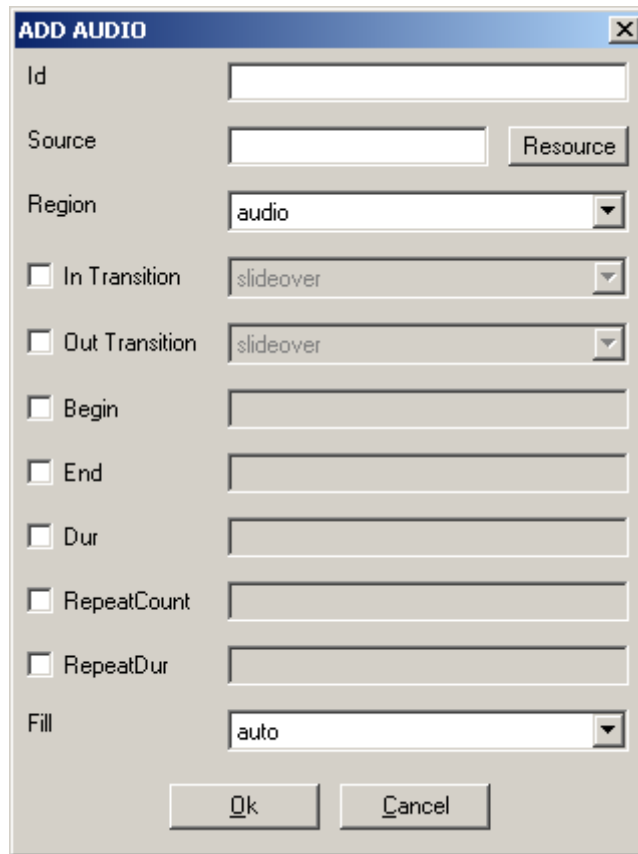 ADD AUDIO
Id
Source Resource
Region audio
In Transition slideover
Out Transition slideover
Begin
End
Dur
RepeatCount
RepeatDur
Fill auto
Ok Cancel